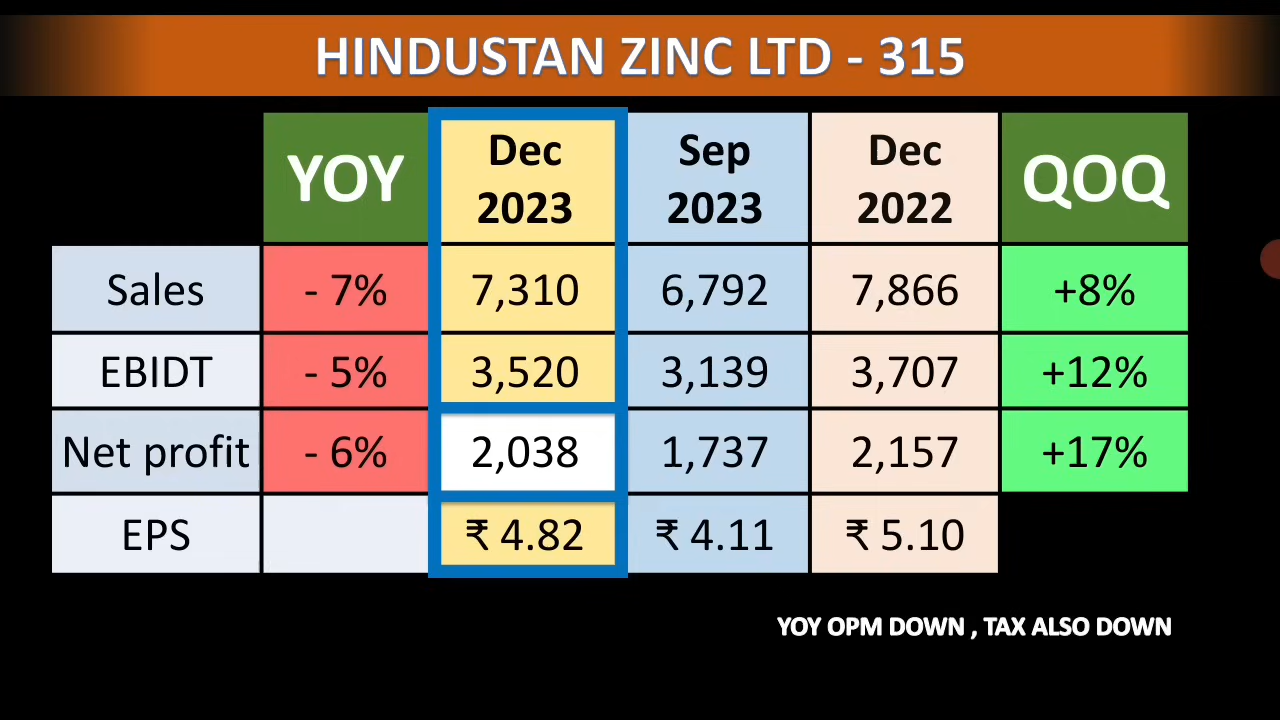 HINDUSTAN ZINC LTD - 315
YOY Dec 2023 Sep 2023 Dec 2022 QOQ
Sales - 7% 7,310 6,792 7,866 +8%
EBIDT - 5% 3,520 3,139 3,707 +12%
Net profit - 6% 2,038 1,737 2,157 +17%
EPS ₹ 4.82 ₹ 4.11 ₹ 5.10
YOY OPM DOWN , TAX ALSO DOWN